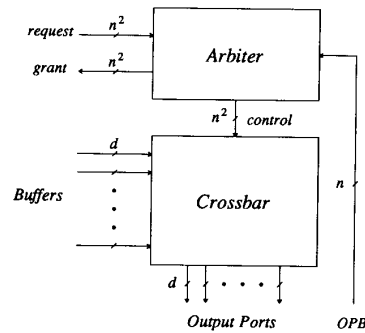 request
n2
Arbiter
grant
n2
n2
control
d
Buffers
Crossbar
n
d
Output Ports
OPB